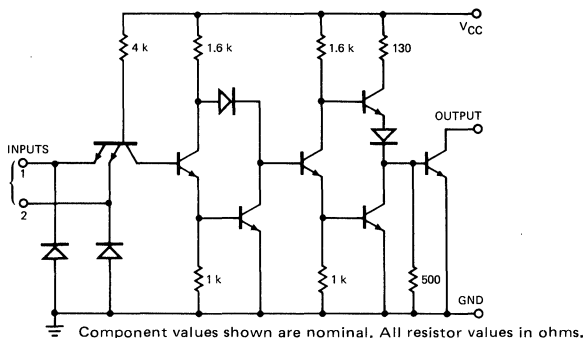 VCC
4 k
1.6 k
1.6 k
130
OUTPUT
INPUTS
1
2
1 k
1 k
500
GND
Component values shown are nominal. All resistor values in ohms.